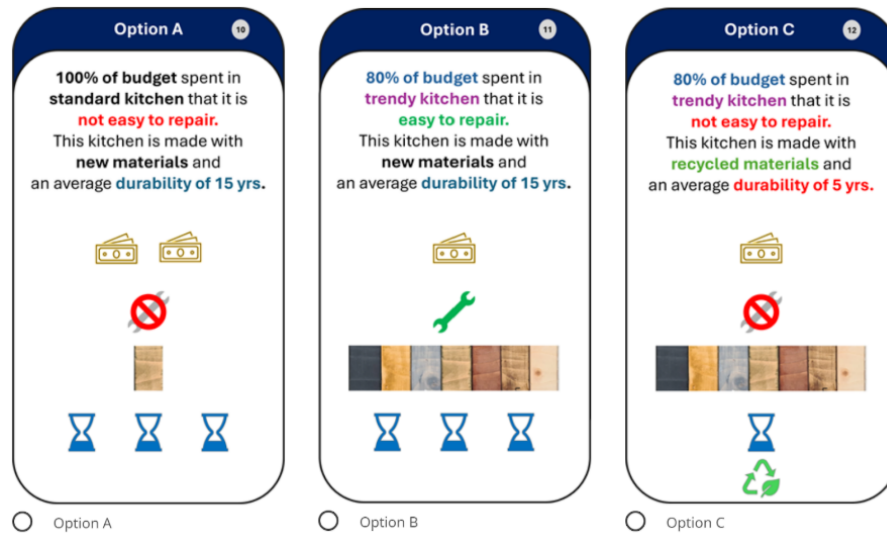 Option A
10
100% of budget spent in
standard kitchen that it is
not easy to repair.
This kitchen is made with
new materials and
an average durability of 15 yrs.
Option A
Option B
11
80% of budget spent in
trendy kitchen that it is
easy to repair.
This kitchen is made with
new materials and
an average durability of 15 yrs.
Option B
Option C
12
80% of budget spent in
trendy kitchen that it is
not easy to repair.
This kitchen is made with
recycled materials and
an average durability of 5 yrs.
Option C